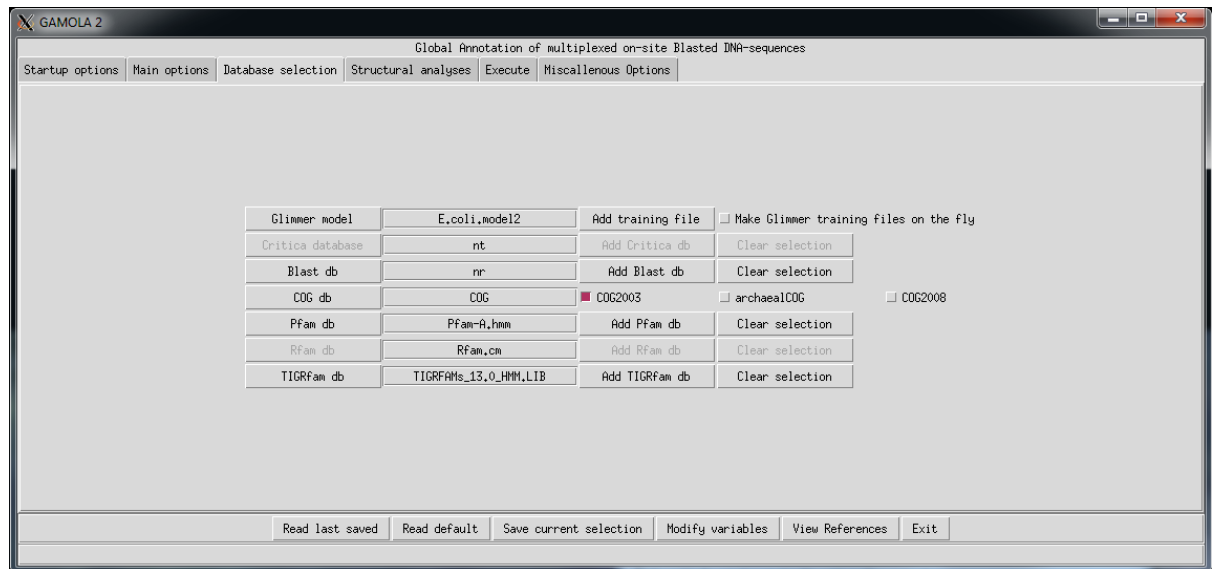 GAMOLA 2
Global Annotation of multiplexed on-site Blasted DNA-sequences
Startup options Main options Database selection Structural analyses Execute Miscallenous Options
Glimmer model E.coli.model2 Add training file Make Glimmer training files on the fly
Critica database nt Add Critica db Clear selection
Blast db nr Add Blast db Clear selection
COG db COG COG2003 archaealCOG COG2008
Pfam db Pfam-A.hmm Add Pfam db Clear selection
Rfam db Rfam.cm Add Rfam db Clear selection
TIGRfam db TIGRFAMs_13.0_HMM.LIB Add TIGRfam db Clear selection
Read last saved Read default Save current selection Modify variables View References Exit